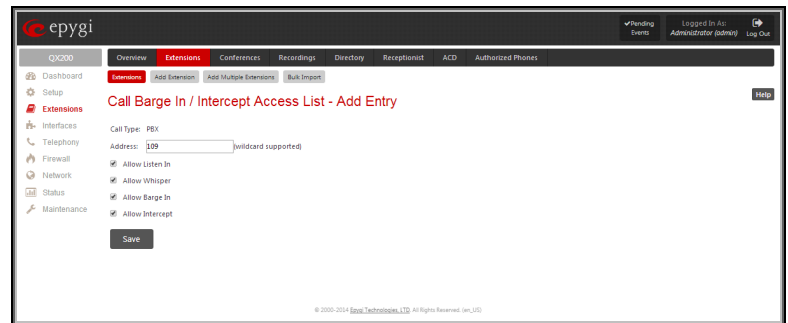 epygi
Pending Events
Logged In As: Administrator (admin)
Log Out
QX200
Overview Extensions Conferences Recordings Directory Receptionist ACD Authorized Phones
Dashboard
Setup
Extensions
Interfaces
Telephony
Firewall
Network
Status
Maintenance
Extensions Add Extension Add Multiple Extensions Bulk Import
Call Barge In / Intercept Access List - Add Entry
Help
Call Type: PBX
Address: 109 (wildcard supported)
Allow Listen In
Allow Whisper
Allow Barge In
Allow Intercept
Save
© 2000-2014 Epygi Technologies, LTD. All Rights Reserved. (en_US)